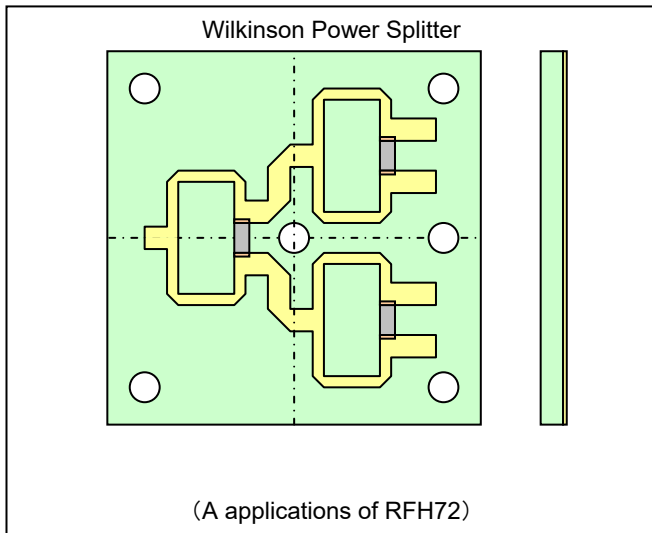 Wilkinson Power Splitter
（A applications of RFH72）